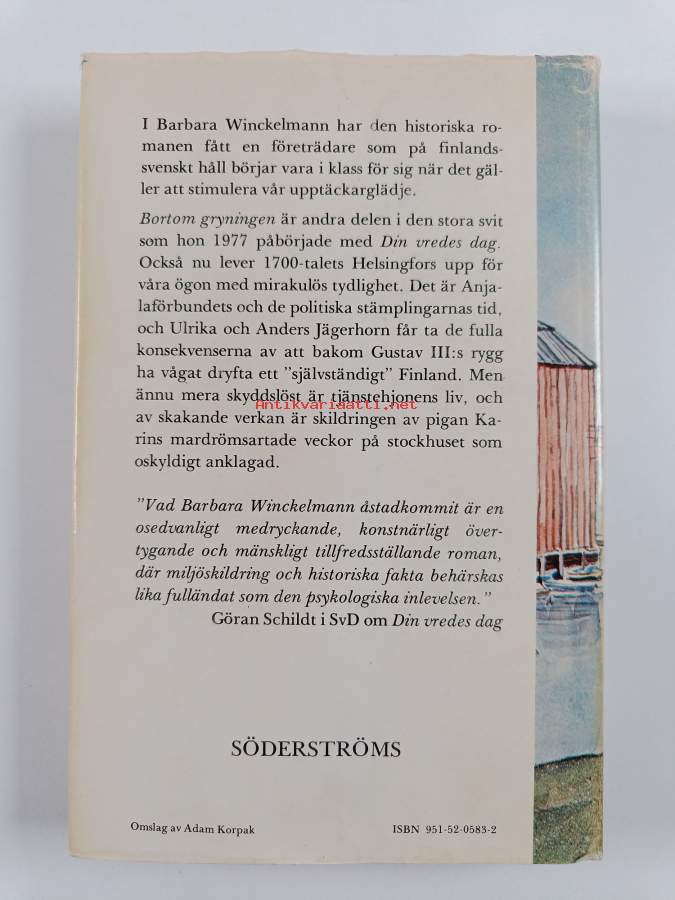 I Barbara Winckelmann har den historiska ro-
manen fått en företrädare som på finlands-
svenskt håll börjar vara i klass för sig när det gäl-
ler att stimulera vår upptäckarglädje.
Bortom gryningen är andra delen i den stora svit
som hon 1977 påbörjade med Din vredes dag.
Också nu lever 1700-talets Helsingfors upp för
våra ögon med mirakulös tydlighet. Det är Anja-
laförbundets och de politiska stämplingarnas tid,
och Ulrika och Anders Jägerhorn får ta de fulla
konsekvenserna av att bakom Gustav III:s rygg
ha vågat dryfta ett "självständigt" Finland. Men
ännu mera skyddslöst är tjänstehjonens liv, och
Antikvariaatti.net
av skakande verkan är skildringen av pigan Ka-
rins mardrömsartade veckor på stockhuset som
oskyldigt anklagad.
"Vad Barbara Winckelmann åstadkommit är en
osedvanligt medryckande, konstnärligt över-
tygande och mänskligt tillfredsställande roman,
där miljöskildring och historiska fakta behärskas
lika fulländat som den psykologiska inlevelsen."
Göran Schildt i SvD om Din vredes dag
SÖDERSTRÖMS
Omslag av Adam Korpak
ISBN 951-52-0583-2